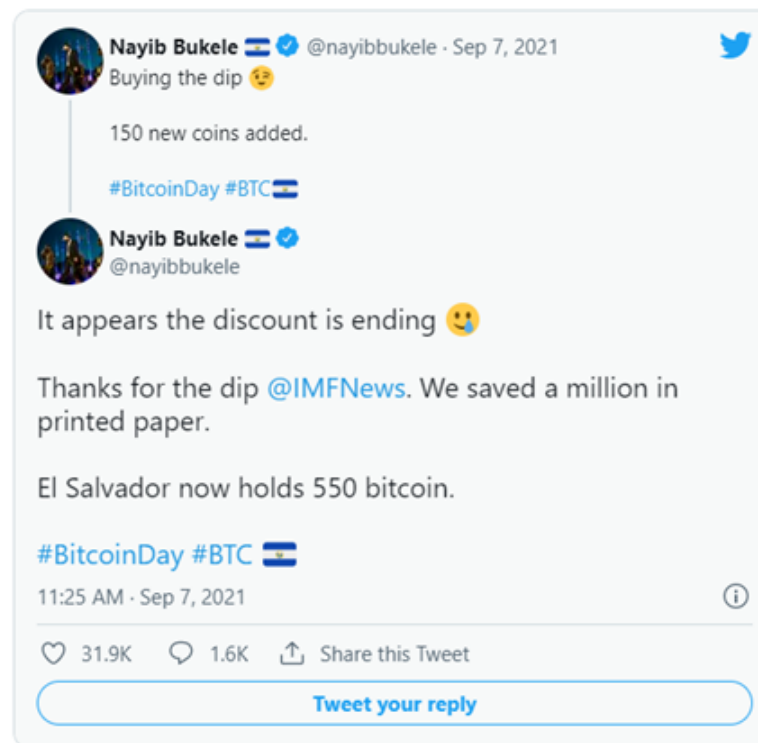 Nayib Bukele 🇸🇻 @nayibbukele · Sep 7, 2021
Buying the dip 😉
150 new coins added.
#BitcoinDay #BTC🇸🇻
Nayib Bukele 🇸🇻
@nayibbukele
It appears the discount is ending 🥲
Thanks for the dip @IMFNews. We saved a million in
printed paper.
El Salvador now holds 550 bitcoin.
#BitcoinDay #BTC 🇸🇻
11:25 AM · Sep 7, 2021
31.9K 1.6K Share this Tweet
Tweet your reply